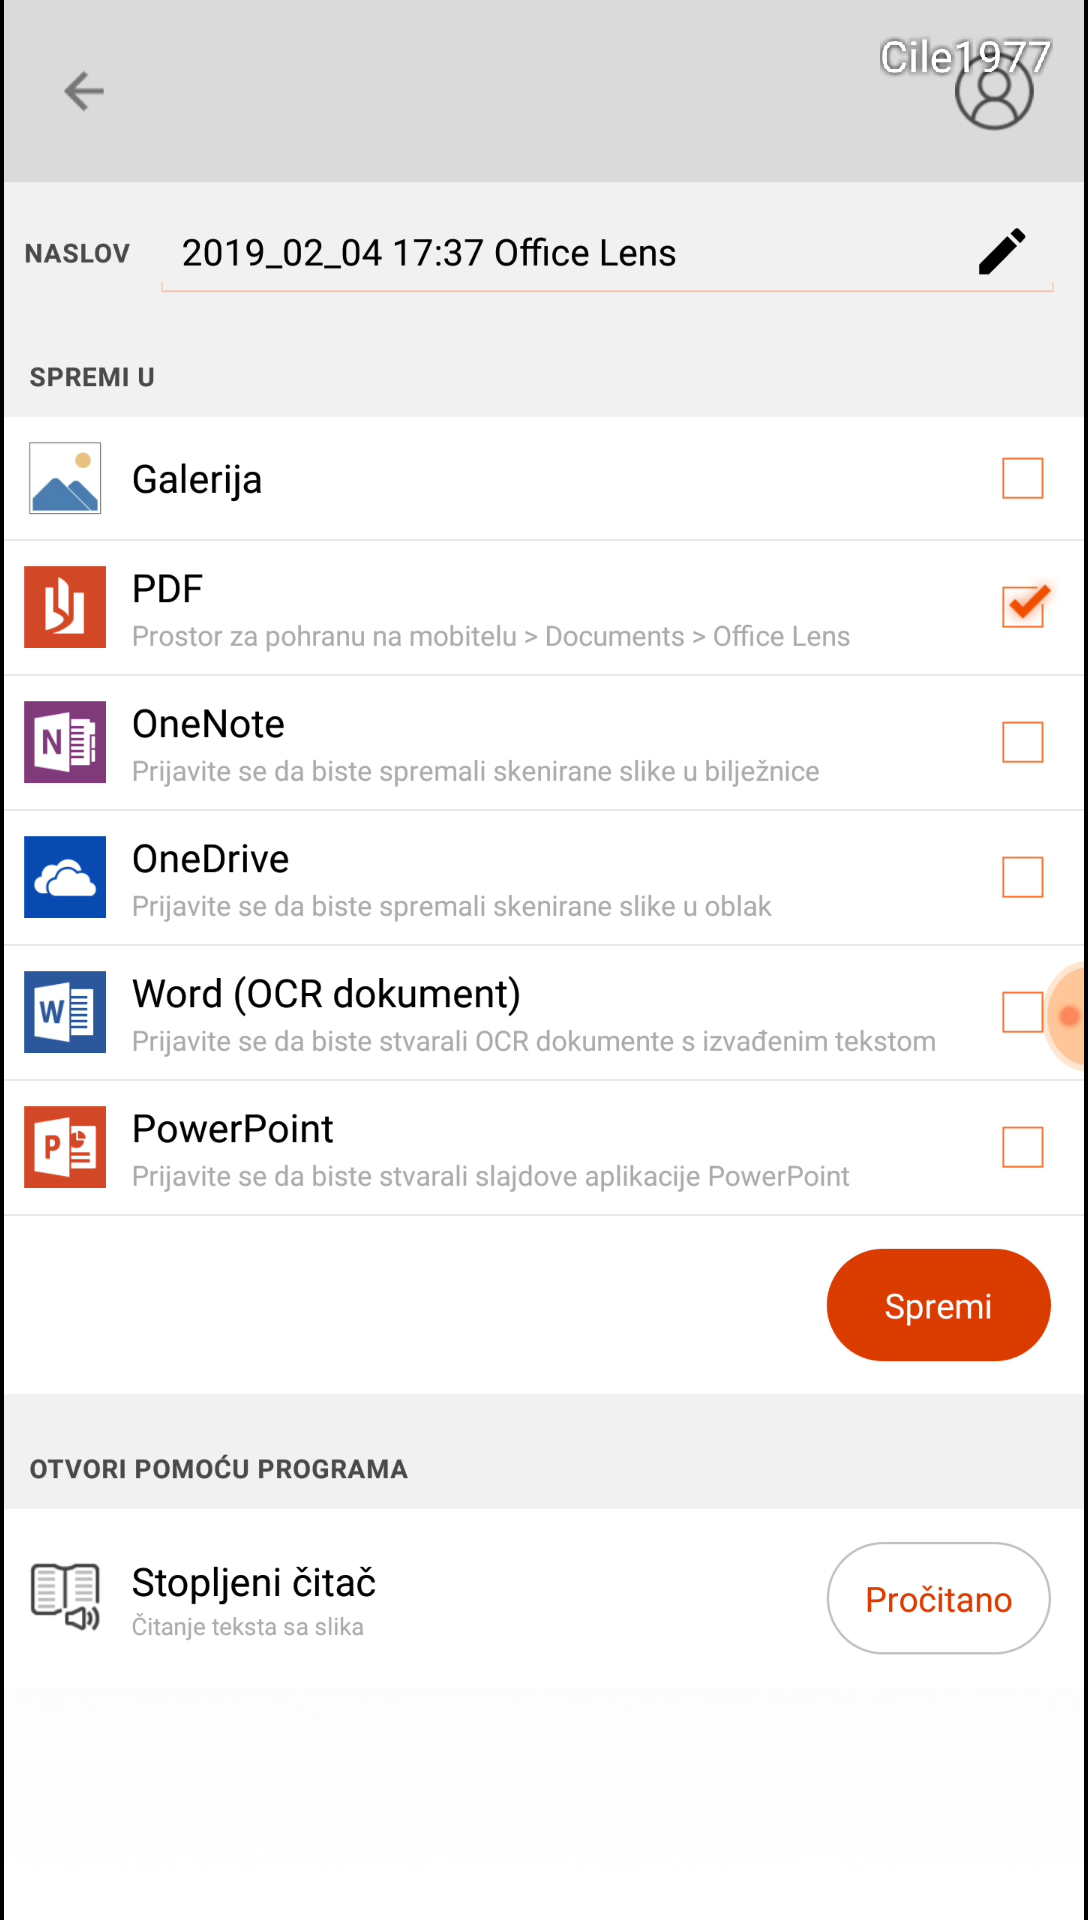 Cile1977
NASLOV 2019_02_04 17:37 Office Lens
SPREMI U
Galerija
PDF
Prostor za pohranu na mobitelu > Documents > Office Lens
N
OneNote
Prijavite se da biste spremali skenirane slike u bilježnice
OneDrive
Prijavite se da biste spremali skenirane slike u oblak
W
Word (OCR dokument)
Prijavite se da biste stvarali OCR dokumente s izvađenim tekstom
P
PowerPoint
Prijavite se da biste stvarali slajdove aplikacije PowerPoint
Spremi
OTVORI POMOĆU PROGRAMA
Stopljeni čitač
Čitanje teksta sa slika
Pročitano